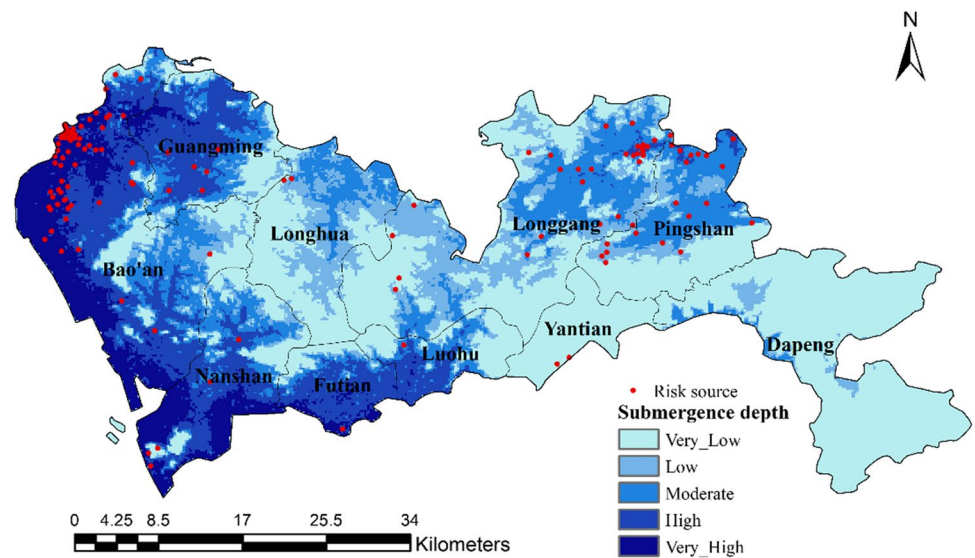 N
Guangming
Longhua
Longgang
Pingshan
Bao'an
Yantian
Dapeng
Luohu
Nanshan
Futian
Risk source
Submergence depth
Very_Low
Low
Moderate
High
Very_High
0 4.25 8.5 17 25.5 34
Kilometers